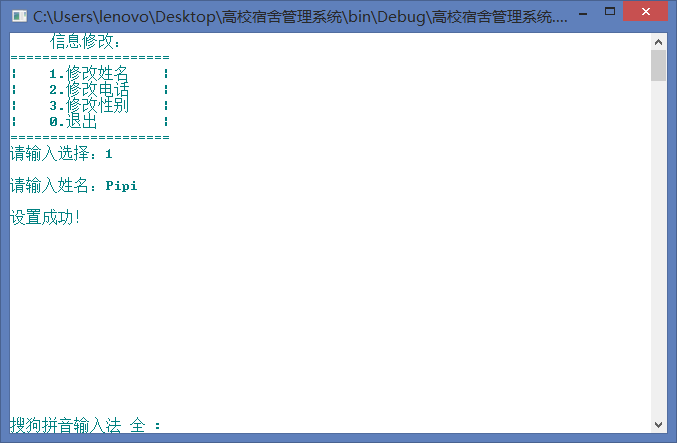 C:\Users\lenovo\Desktop\高校宿舍管理系统\bin\Debug\高校宿舍管理系统....
信息修改:
=====================
¦ 1.修改姓名 ¦
¦ 2.修改电话 ¦
¦ 3.修改性别 ¦
¦ 0.退出 ¦
=====================
请输入选择: 1
请输入姓名: Pipi
设置成功!
搜狗拼音输入法 全 :